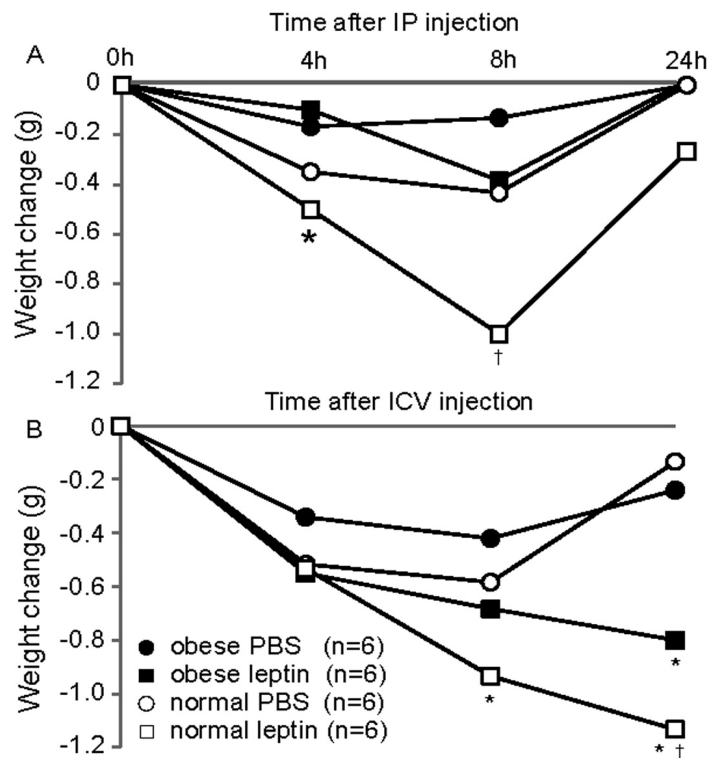 Time after IP injection
A
0h 4h 8h 24h
Weight change (g)
0
-0.2
-0.4
-0.6
-0.8
-1.0
-1.2
*
†
Time after ICV injection
B
Weight change (g)
0
-0.2
-0.4
-0.6
-0.8
-1.0
-1.2
obese PBS (n=6)
obese leptin (n=6)
normal PBS (n=6)
normal leptin (n=6)
*
*
* †